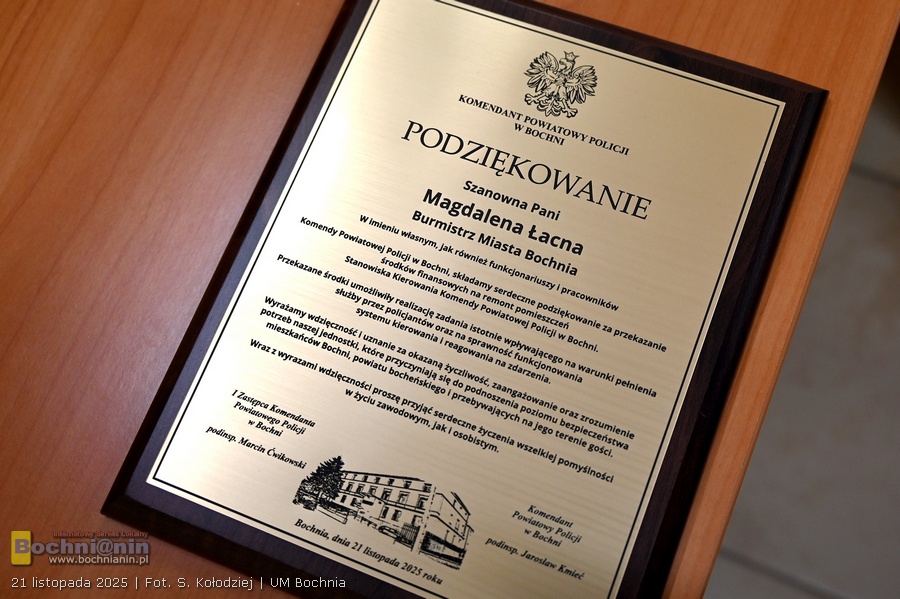 KOMENDANT POWIATOWY POLICJI
W BOCHNI
PODZIĘKOWANIE
Szanowna Pani
Magdalena Łacna
Burmistrz Miasta Bochnia
W imieniu własnym, jak również funkcjonariuszy i pracowników
Komendy Powiatowej Policji w Bochni, składamy serdeczne podziękowanie za przekazanie
środków finansowych na remont pomieszczeń
Stanowiska Kierowania Komendy Powiatowej Policji w Bochni.
Przekazane środki umożliwiły realizację zadania istotnie wpływającego na warunki pełnienia
służby przez policjantów oraz na sprawność funkcjonowania
systemu kierowania i reagowania na zdarzenia.
Wyrażamy wdzięczność i uznanie za okazaną życzliwość, zaangażowanie oraz zrozumienie
potrzeb naszej jednostki, które przyczyniają się do podnoszenia poziomu bezpieczeństwa
mieszkańców Bochni, powiatu bocheńskiego i przebywających na jego terenie gości.
Wraz z wyrazami wdzięczności proszę przyjąć serdeczne życzenia wszelkiej pomyślności
w życiu zawodowym, jak i osobistym.
I Zastępca Komendanta
Powiatowego Policji
w Bochni
podinsp. Marcin Ćwikowski
Komendant
Powiatowy Policji
w Bochni
podinsp. Jarosław Kmieć
Bochnia, dnia 21 listopada 2025 roku
Internetowy Serwis Lokalny
Bochni@nin
www.bochnianin.pl
21 listopada 2025 | Fot. S. Kołodziej | UM Bochnia